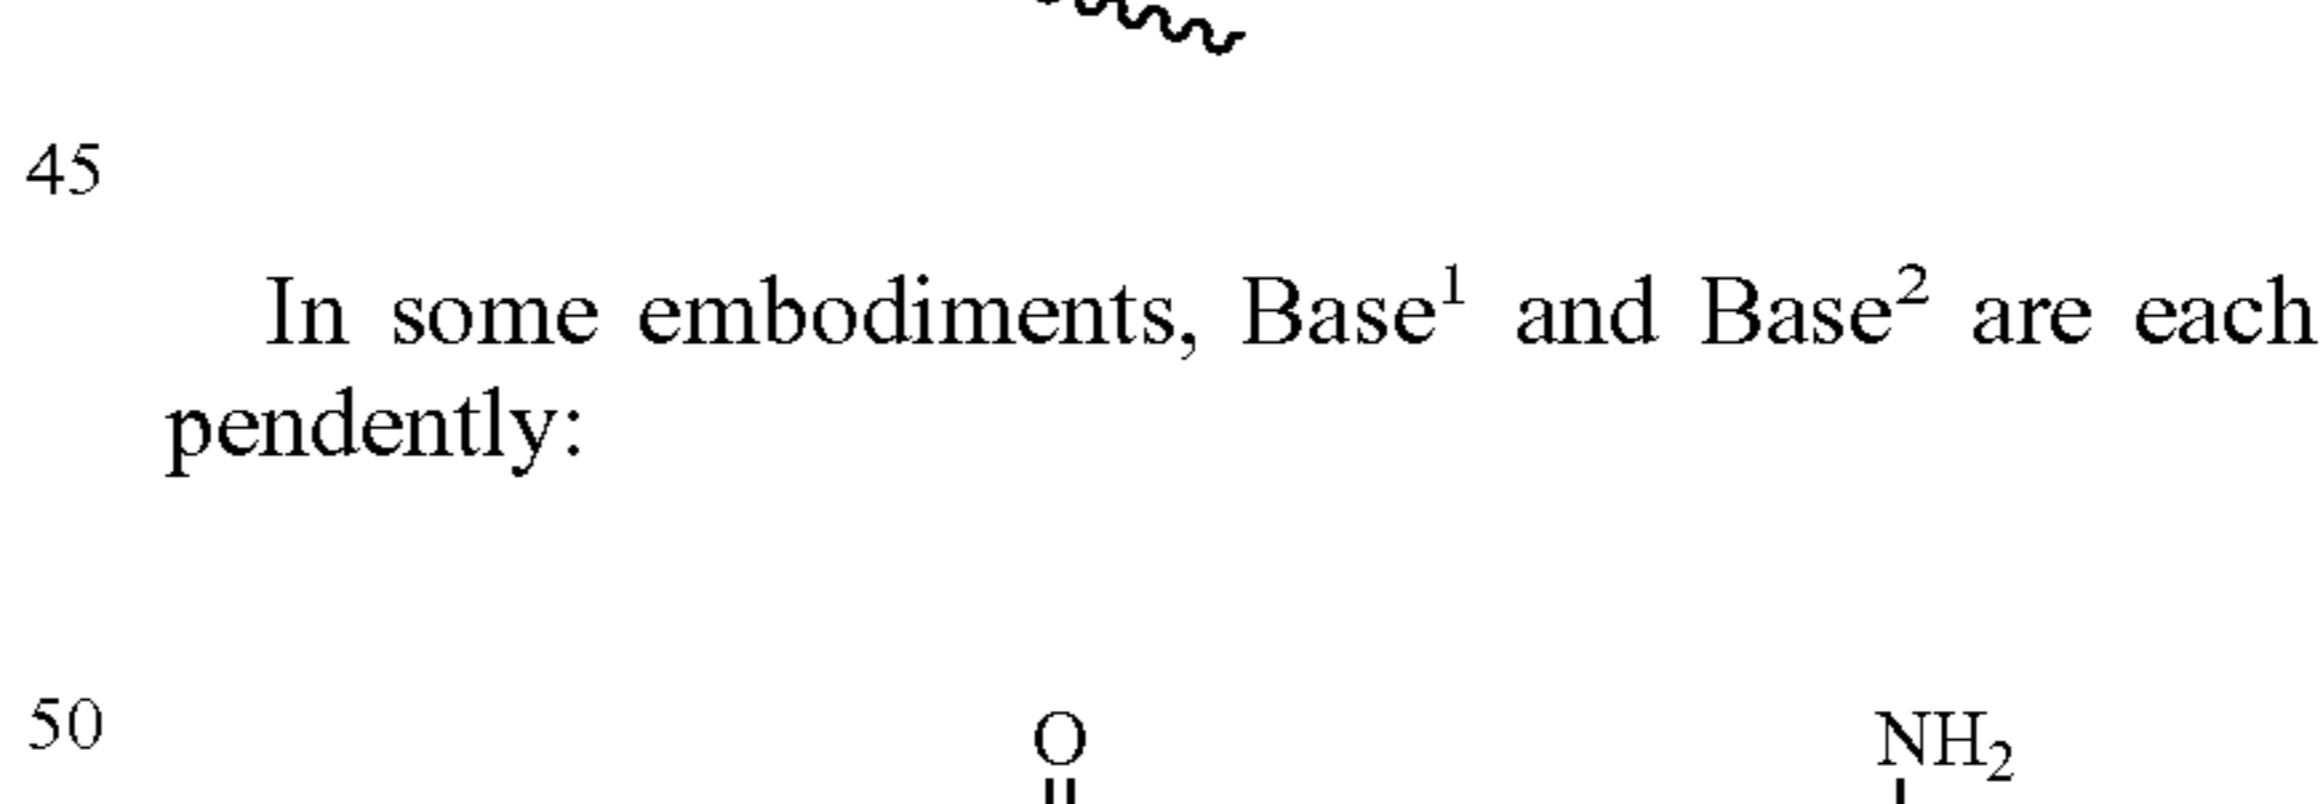 45
In some embodiments, Base¹ and Base² are each
pendently:
50
O
NH₂